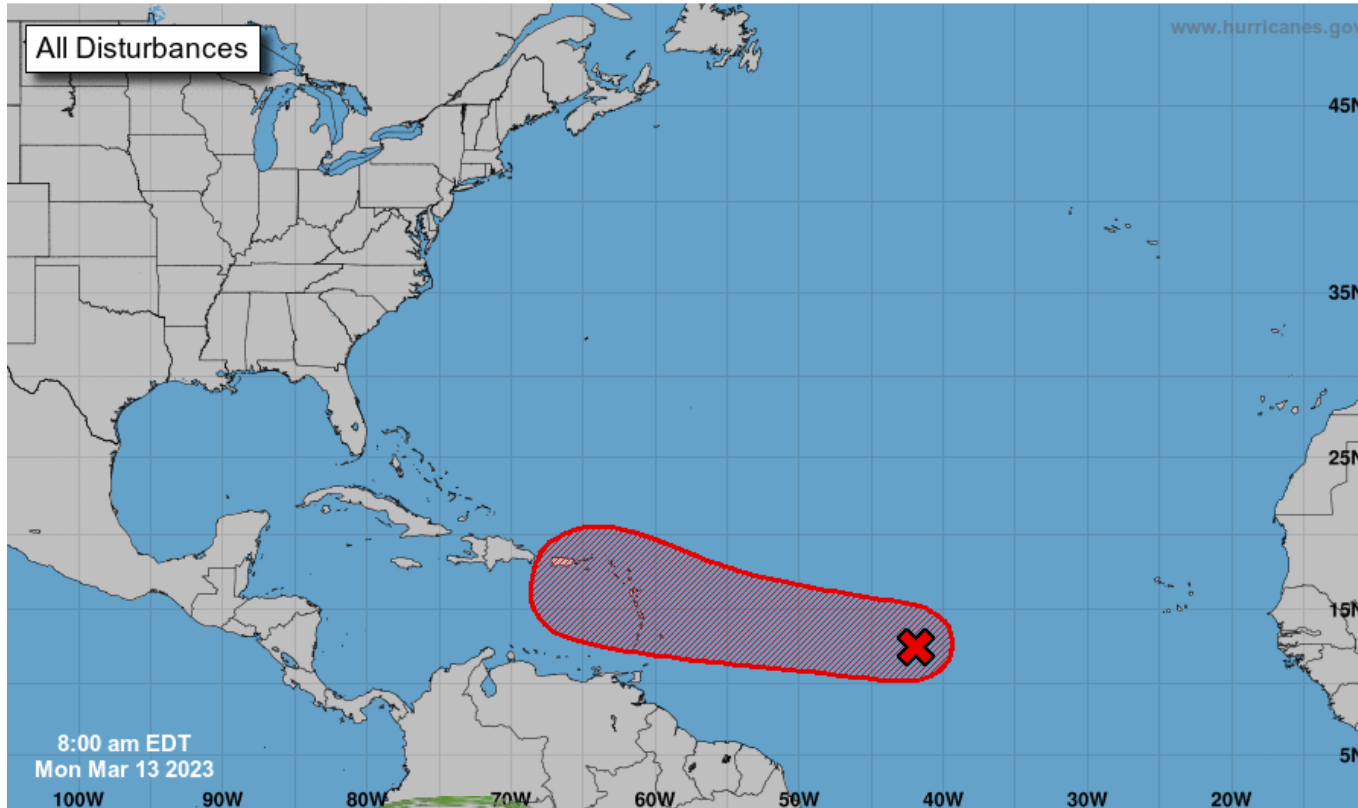 All Disturbances
www.hurricanes.gov
45N
35N
25N
15N
5N
8:00 am EDT
Mon Mar 13 2023
100W 90W 80W 70W 60W 50W 40W 30W 20W